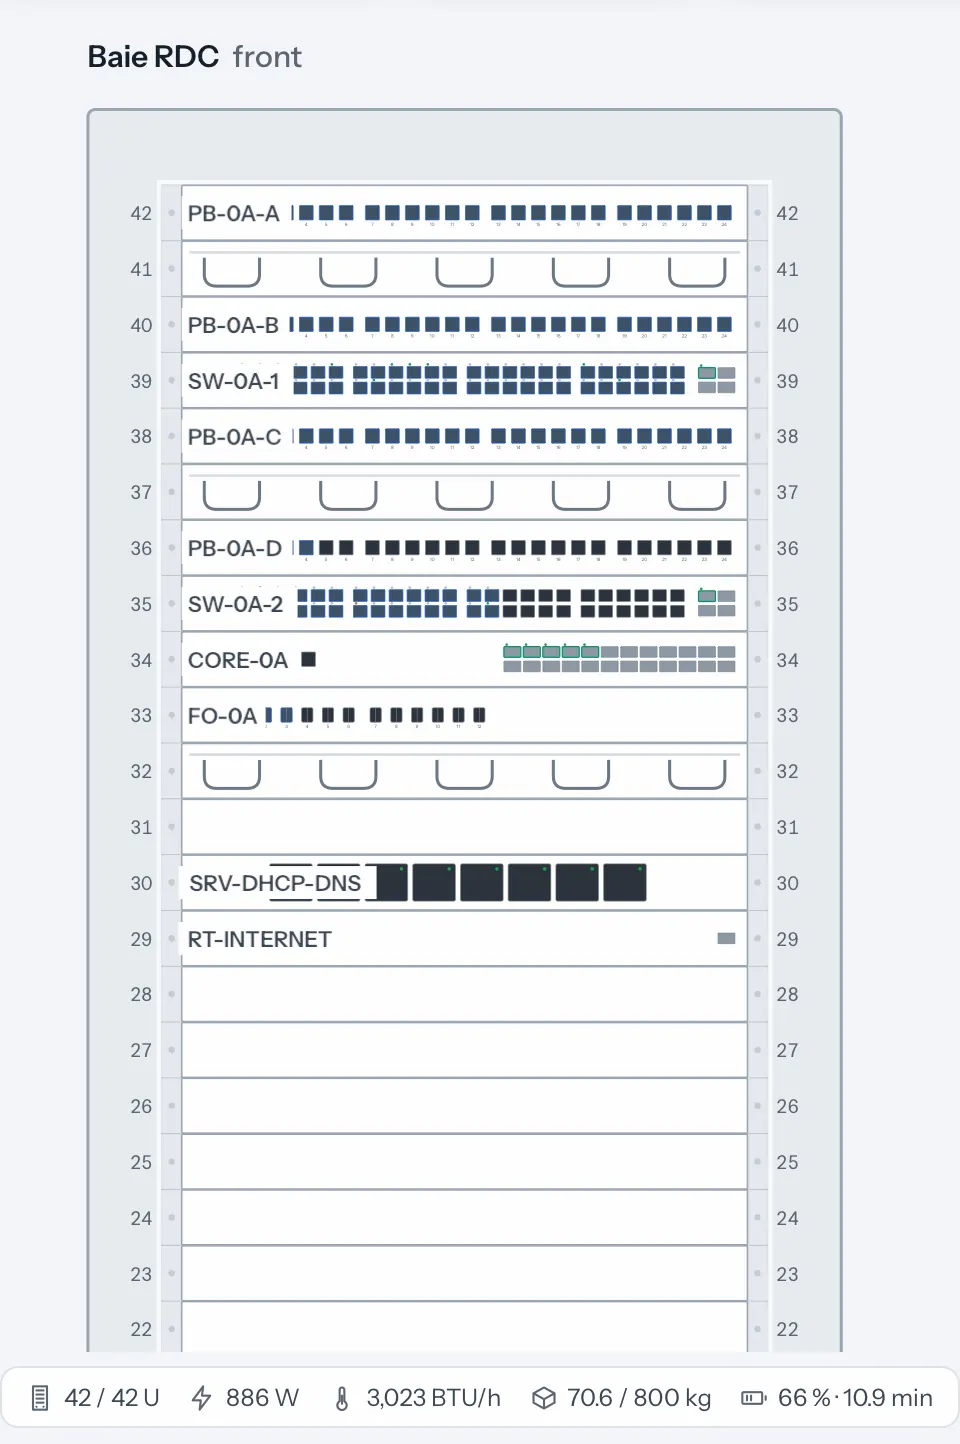 Baie RDC front
42 PB-0A-A 42
41 41
40 PB-0A-B 40
39 SW-0A-1 39
38 PB-0A-C 38
37 37
36 PB-0A-D 36
35 SW-0A-2 35
34 CORE-0A 34
33 FO-0A 33
32 32
31 31
30 SRV-DHCP-DNS 30
29 RT-INTERNET 29
28 28
27 27
26 26
25 25
24 24
23 23
22 22
42 / 42 U 886 W 3,023 BTU/h 70.6 / 800 kg 66 % · 10.9 min